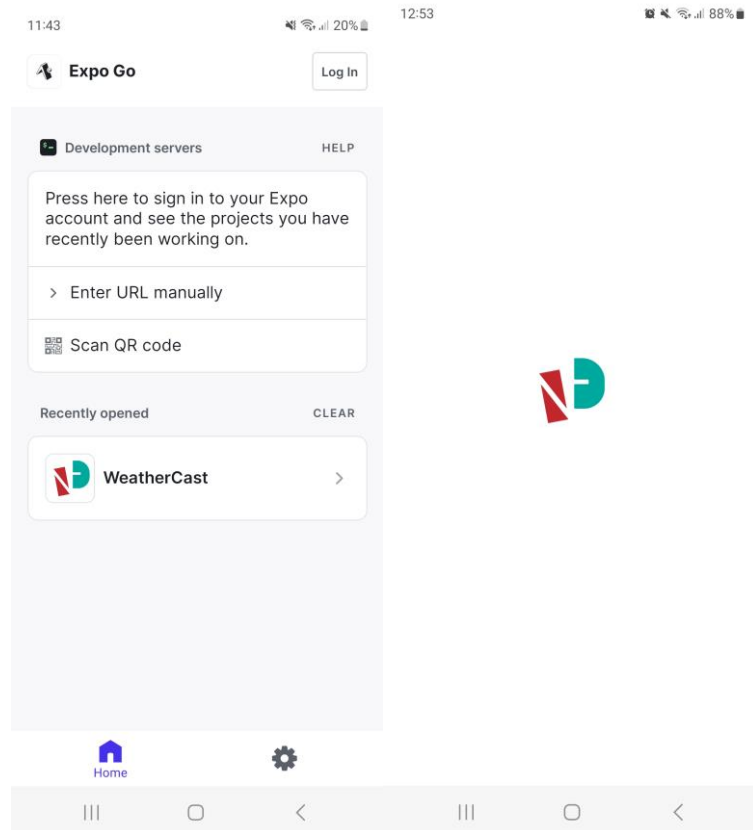 11:43
20%
Expo Go
Log In
Development servers
HELP
Press here to sign in to your Expo
account and see the projects you have
recently been working on.
Enter URL manually
Scan QR code
Recently opened
CLEAR
WeatherCast
Home
12:53
88%